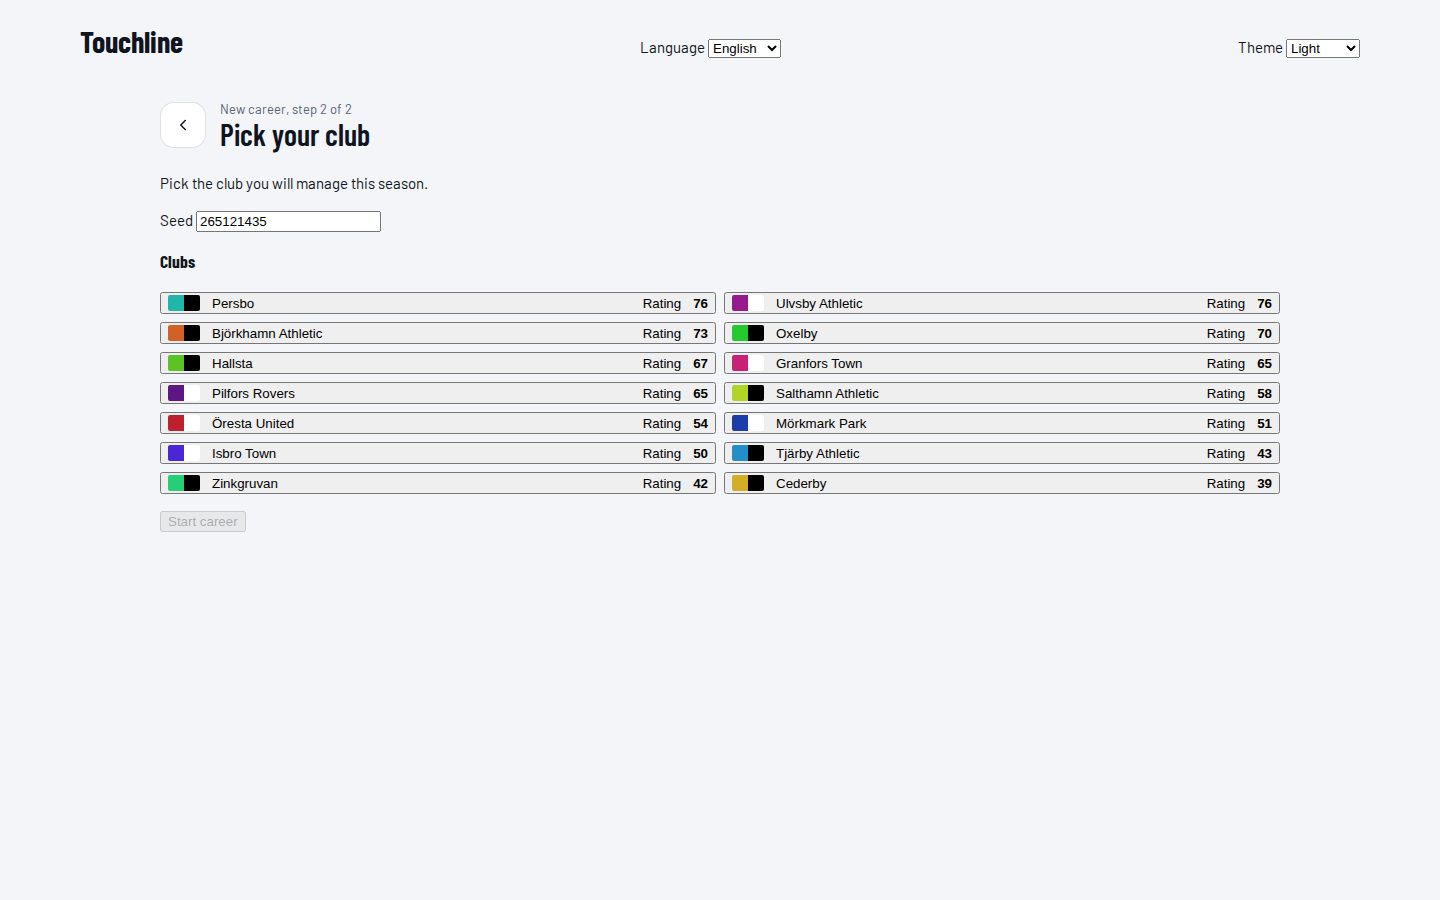 Touchline
Language English
Theme Light
New career, step 2 of 2
Pick your club
Pick the club you will manage this season.
Seed 265121435
Clubs
Persbo Rating 76
Ulvsby Athletic Rating 76
Björkhamn Athletic Rating 73
Oxelby Rating 70
Hallsta Rating 67
Granfors Town Rating 65
Pilfors Rovers Rating 65
Salthamn Athletic Rating 58
Öresta United Rating 54
Mörkmark Park Rating 51
Isbro Town Rating 50
Tjärby Athletic Rating 43
Zinkgruvan Rating 42
Cederby Rating 39
Start career